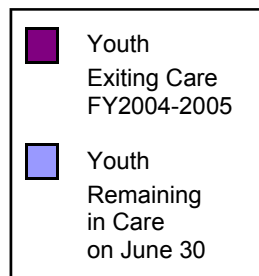 Youth
Exiting Care
FY2004-2005
Youth
Remaining
in Care
on June 30